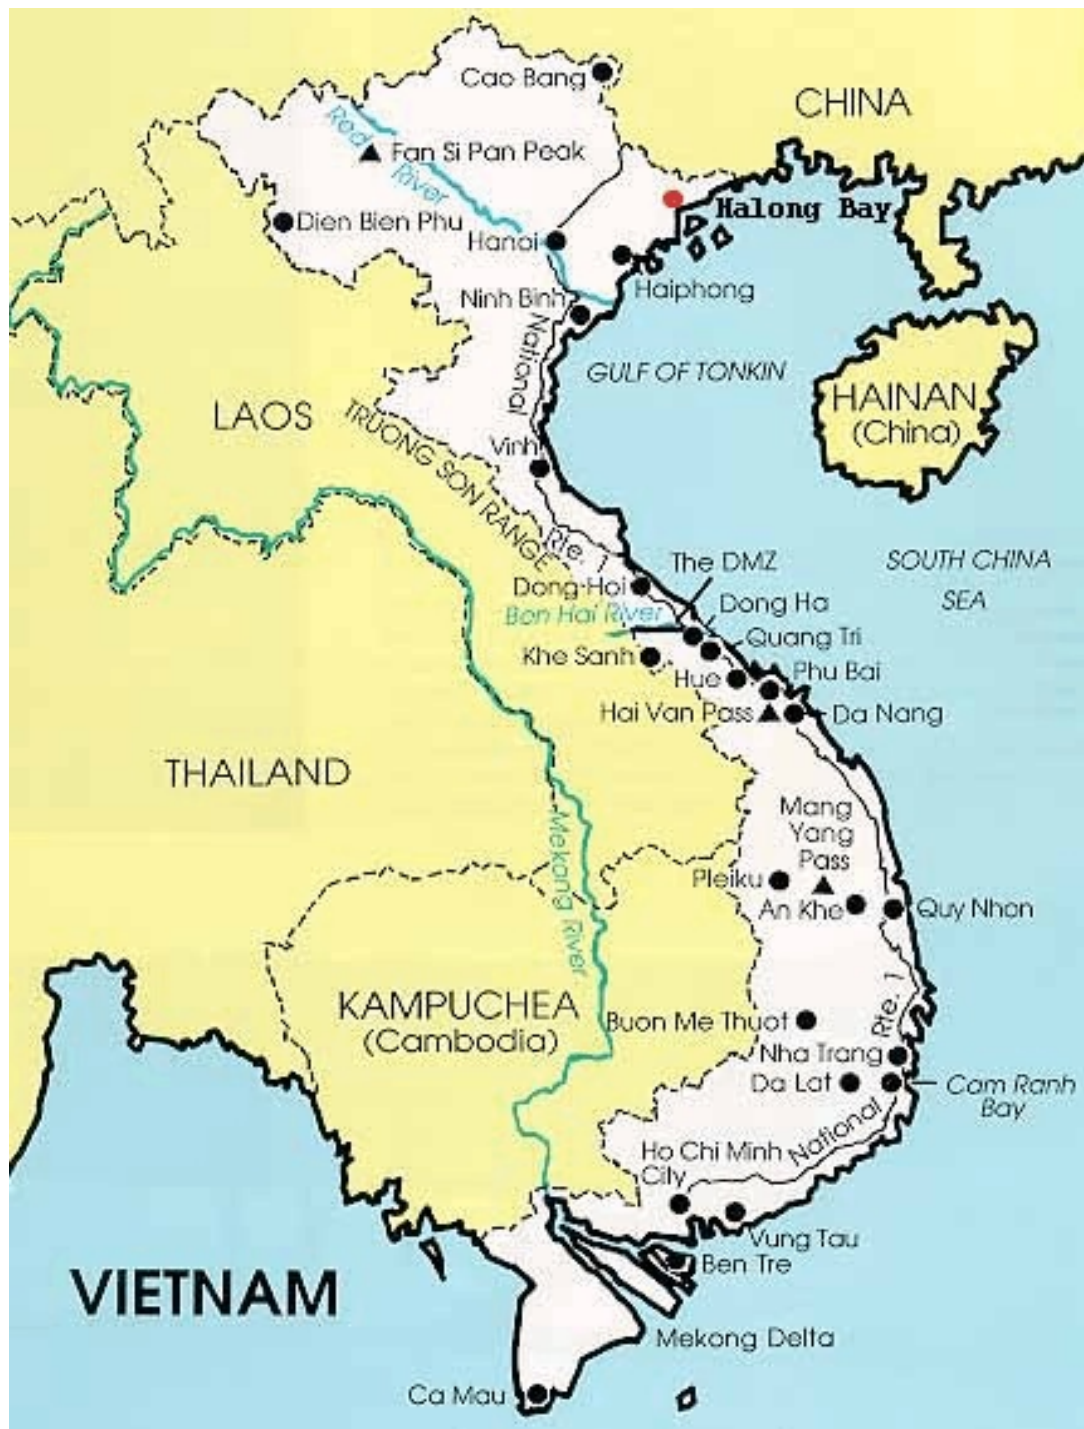 Cao Bang
CHINA
Red
River
Fan Si Pan Peak
Halong Bay
Dien Bien Phu
Hanoi
Haiphong
Ninh Binh
National
GULF OF TONKIN
HAINAN
(China)
LAOS
TRUONG SON RANGE
Vinh
Rte. 1
The DMZ
SOUTH CHINA
SEA
Dong Hoi
Dong Ha
Ben Hai River
Quang Tri
Khe Sanh
Phu Bai
Hue
Hai Van Pass
Da Nang
THAILAND
Mang
Yang
Pass
Mekong River
Pleiku
An Khe
Quy Nhon
KAMPUCHEA
(Cambodia)
Buon Me Thuot
Rte. 1
Nha Trang
Da Lat
Cam Ranh
Bay
National
Ho Chi Minh
City
Vung Tau
Ben Tre
VIETNAM
Mekong Delta
Ca Mau